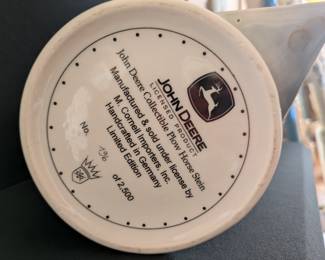 JOHN DEERE
LICENSED PRODUCT
John Deere Collectible Plow Horse Stein
Manufactured & sold under license by
M. Cornell Importers, Inc.
Handcrafted in Germany
Limited Edition
No. 136 of 2,500